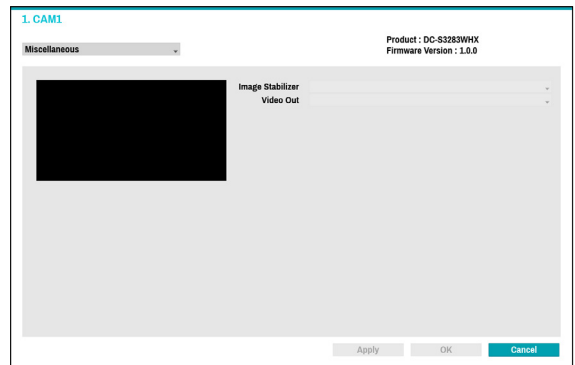 1. CAM1
Miscellaneous
Product : DC-S3283WHX
Firmware Version : 1.0.0
Image Stabilizer
Video Out
Apply OK Cancel